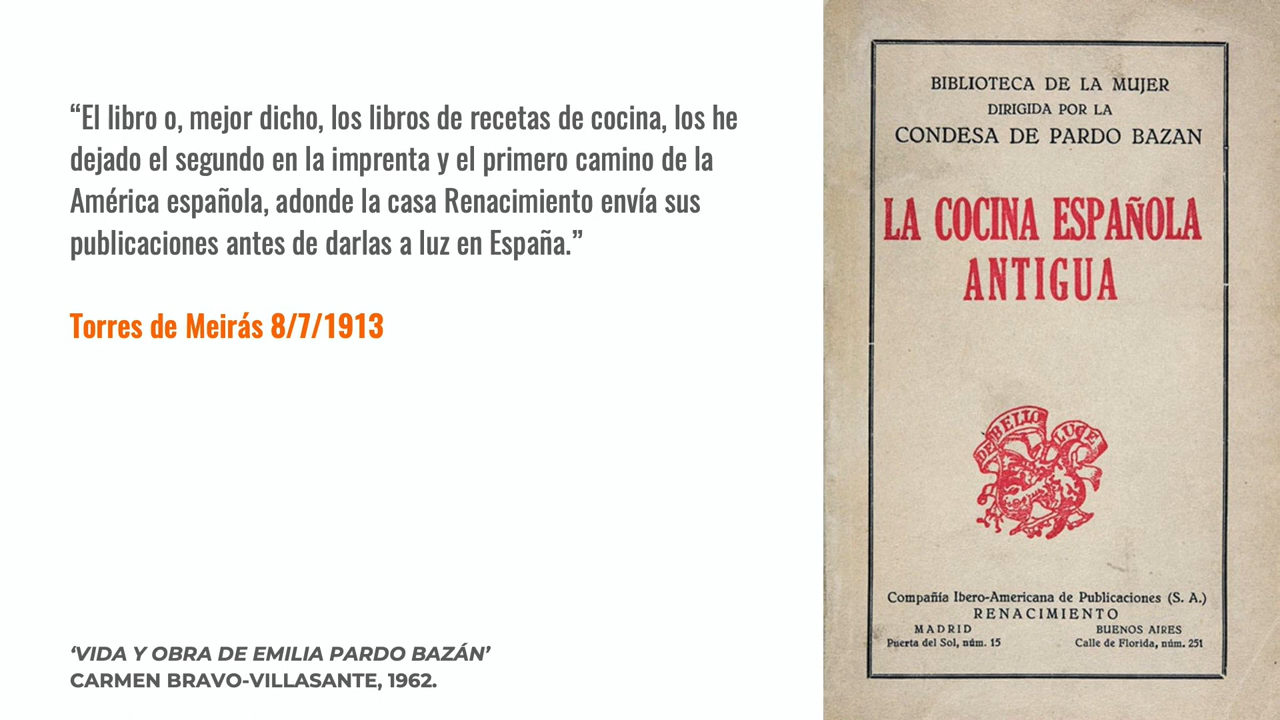 “El libro o, mejor dicho, los libros de recetas de cocina, los he
dejado el segundo en la imprenta y el primero camino de la
América española, adonde la casa Renacimiento envía sus
publicaciones antes de darlas a luz en España.”
Torres de Meirás 8/7/1913
‘VIDA Y OBRA DE EMILIA PARDO BAZÁN’
CARMEN BRAVO-VILLASANTE, 1962.
BIBLIOTECA DE LA MUJER
DIRIGIDA POR LA
CONDESA DE PARDO BAZAN
LA COCINA ESPAÑOLA
ANTIGUA
DE BELLO LUCE
Compañía Ibero-Americana de Publicaciones (S. A.)
RENACIMIENTO
MADRID
Puerta del Sol, núm. 15
BUENOS AIRES
Calle de Florida, núm. 251